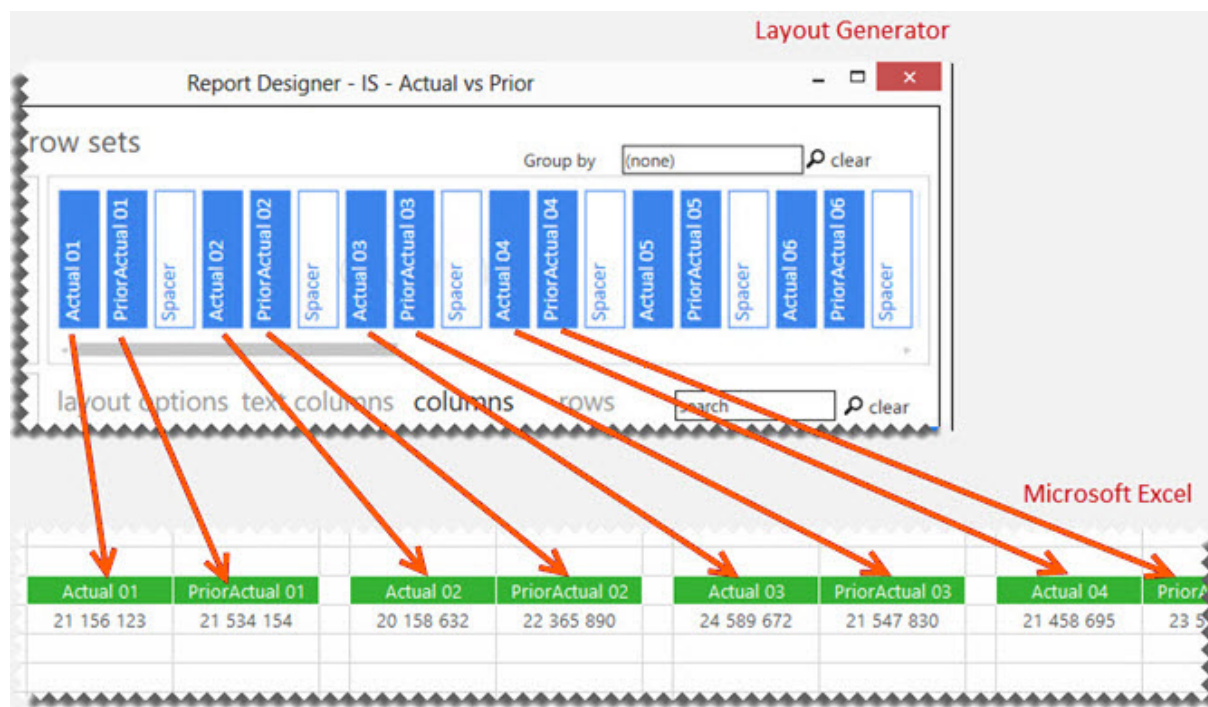 Layout Generator
Report Designer - IS - Actual vs Prior
row sets
Group by (none) clear
Actual 01 PriorActual 01 Spacer Actual 02 PriorActual 02 Spacer Actual 03 PriorActual 03 Spacer Actual 04 PriorActual 04 Spacer Actual 05 PriorActual 05 Spacer Actual 06 PriorActual 06 Spacer
layout options text columns columns rows search clear
Microsoft Excel
Actual 01 PriorActual 01 Actual 02 PriorActual 02 Actual 03 PriorActual 03 Actual 04 PriorA
21 156 123 21 534 154 20 158 632 22 365 890 24 589 672 21 547 830 21 458 695 23 5